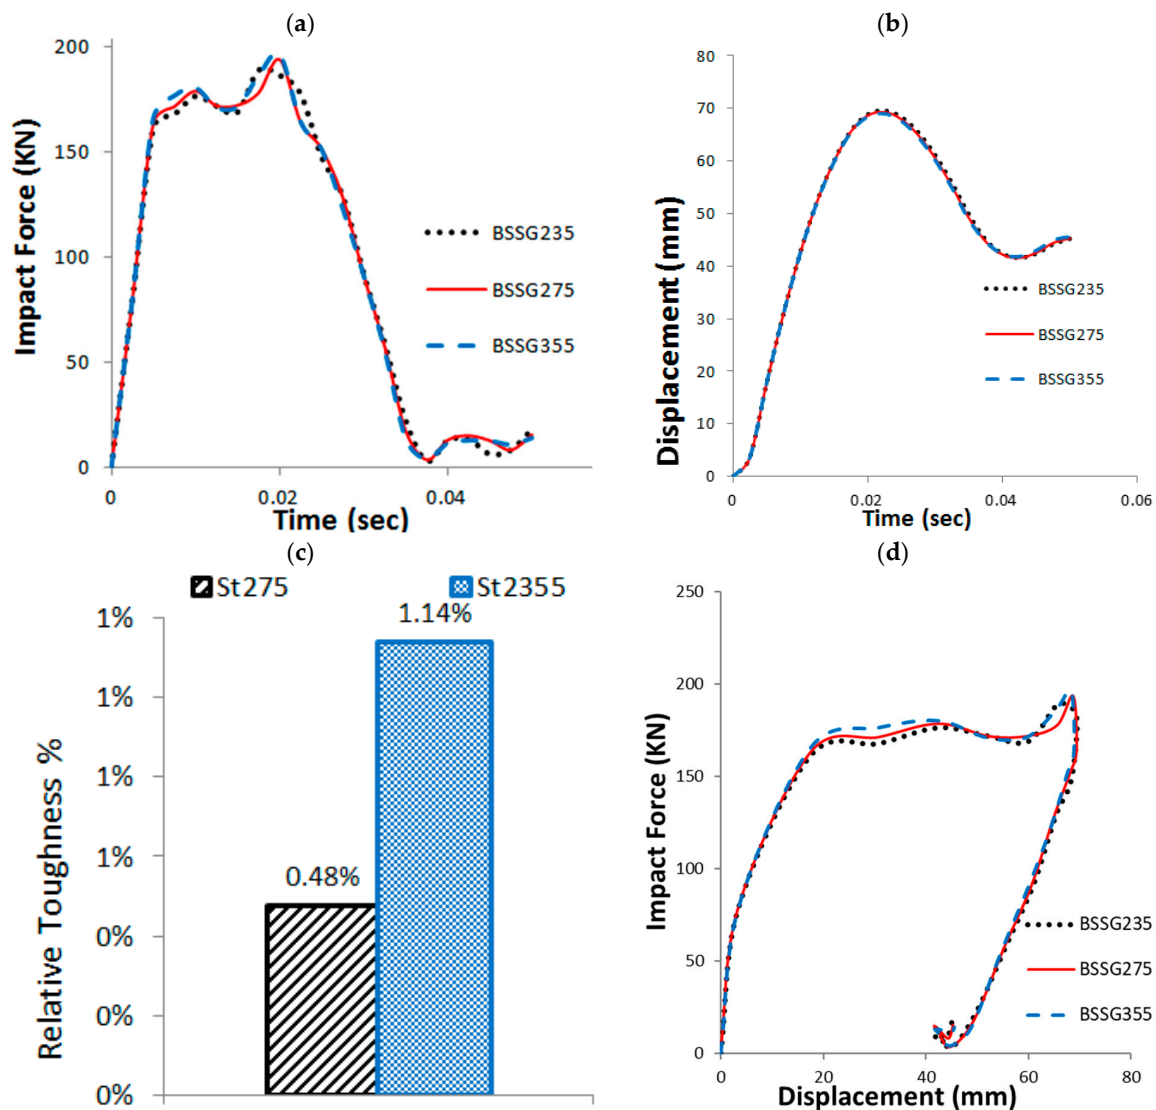 (a)
200
150
100
50
0
Impact Force (KN)
BSSG235
BSSG275
BSSG355
0
0.02
0.04
Time (sec)
(b)
80
70
60
50
40
30
20
10
0
Displacement (mm)
BSSG235
BSSG275
BSSG355
0
0.02
0.04
0.06
Time (sec)
(c)
St275
St2355
1%
1%
1%
1%
0%
0%
0%
Relative Toughness %
0.48%
1.14%
(d)
250
200
150
100
50
0
Impact Force (KN)
BSSG235
BSSG275
BSSG355
0
20
40
60
80
Displacement (mm)